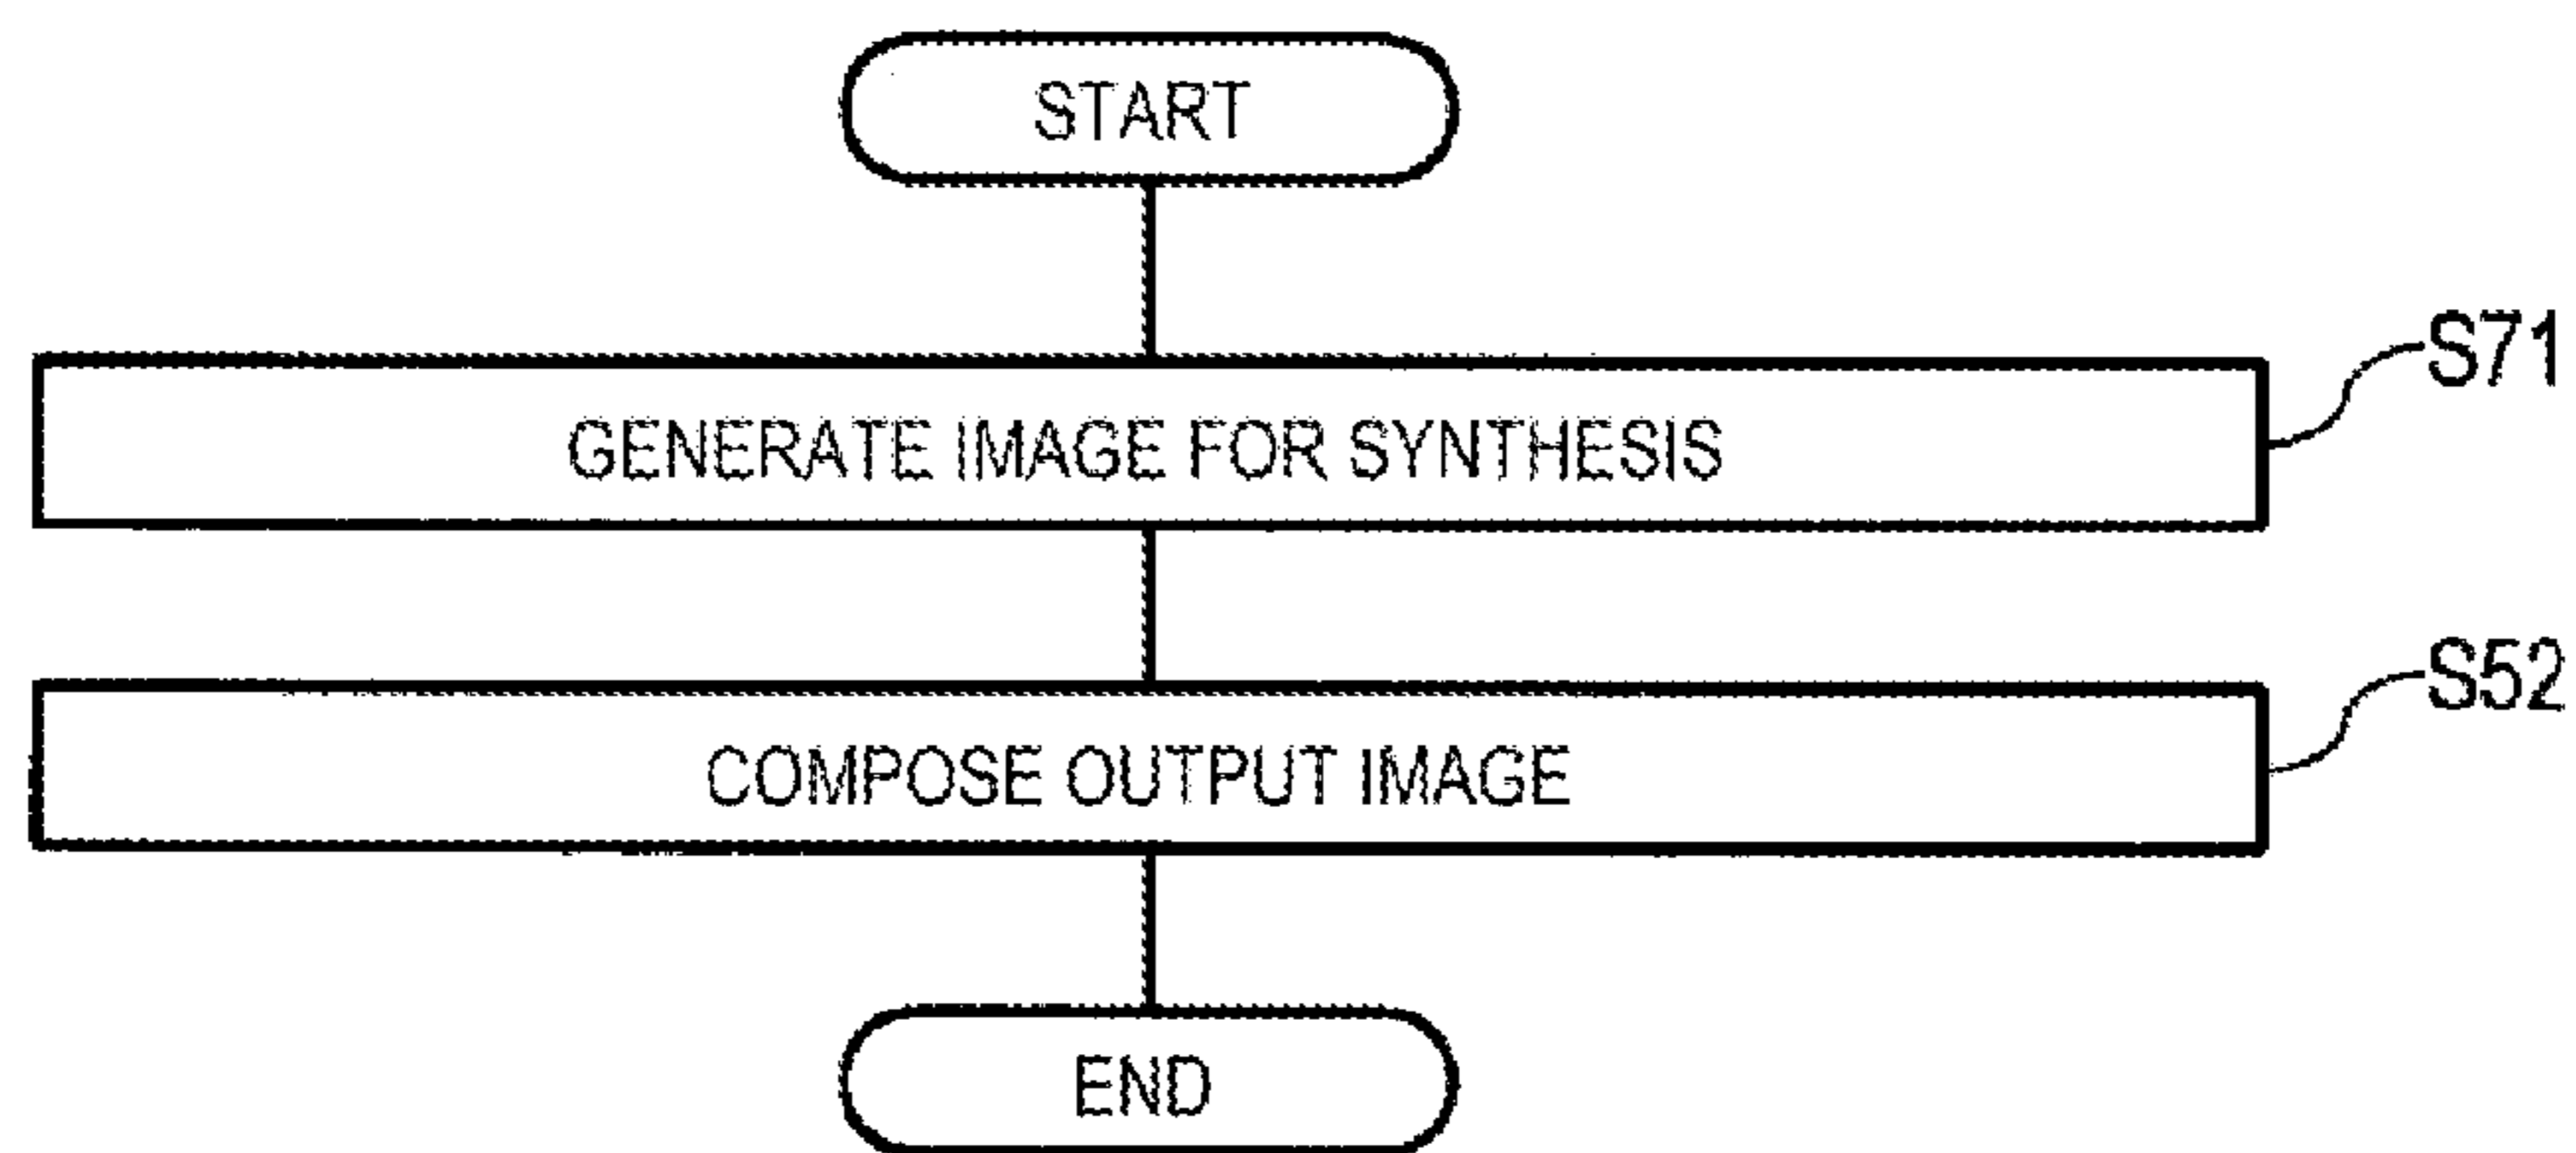 START
GENERATE IMAGE FOR SYNTHESIS
S71
COMPOSE OUTPUT IMAGE
S52
END